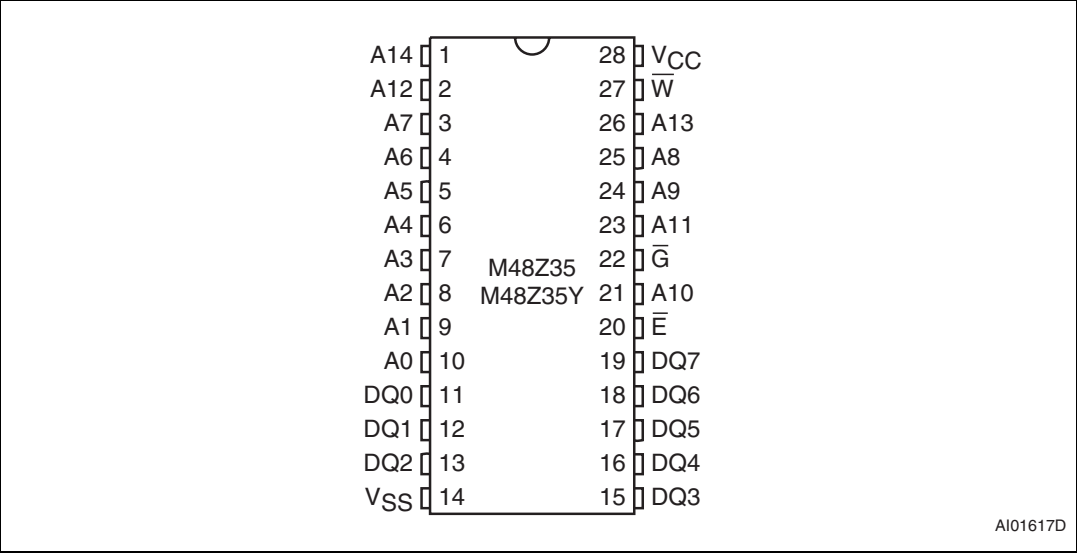 A14 1 28 VCC
A12 2 27 W̅
A7 3 26 A13
A6 4 25 A8
A5 5 24 A9
A4 6 23 A11
A3 7 22 G̅
M48Z35
A2 8 21 A10
M48Z35Y
A1 9 20 E̅
A0 10 19 DQ7
DQ0 11 18 DQ6
DQ1 12 17 DQ5
DQ2 13 16 DQ4
VSS 14 15 DQ3
AI01617D